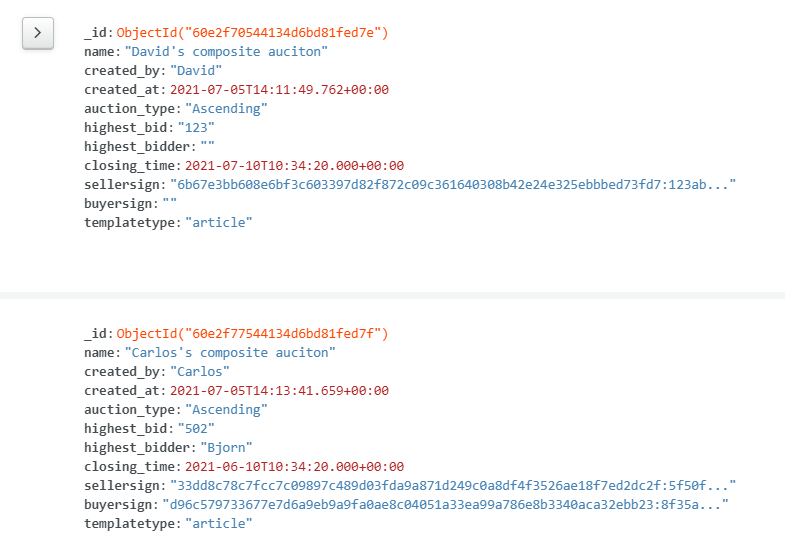 _id: ObjectId("60e2f70544134d6bd81fed7e")
name: "David's composite auciton"
created_by: "David"
created_at: 2021-07-05T14:11:49.762+00:00
auction_type: "Ascending"
highest_bid: "123"
highest_bidder: ""
closing_time: 2021-07-10T10:34:20.000+00:00
sellersign: "6b67e3bb608e6bf3c603397d82f872c09c361640308b42e24e325ebbbed73fd7:123ab..."
buyersign: ""
templatetype: "article"
_id: ObjectId("60e2f77544134d6bd81fed7f")
name: "Carlos's composite auciton"
created_by: "Carlos"
created_at: 2021-07-05T14:13:41.659+00:00
auction_type: "Ascending"
highest_bid: "502"
highest_bidder: "Bjorn"
closing_time: 2021-06-10T10:34:20.000+00:00
sellersign: "33dd8c78c7fcc7c09897c489d03fda9a871d249c0a8df4f3526ae18f7ed2dc2f:5f50f..."
buyersign: "d96c579733677e7d6a9eb9a9fa0ae8c04051a33ea99a786e8b3340aca32ebb23:8f35a..."
templatetype: "article"